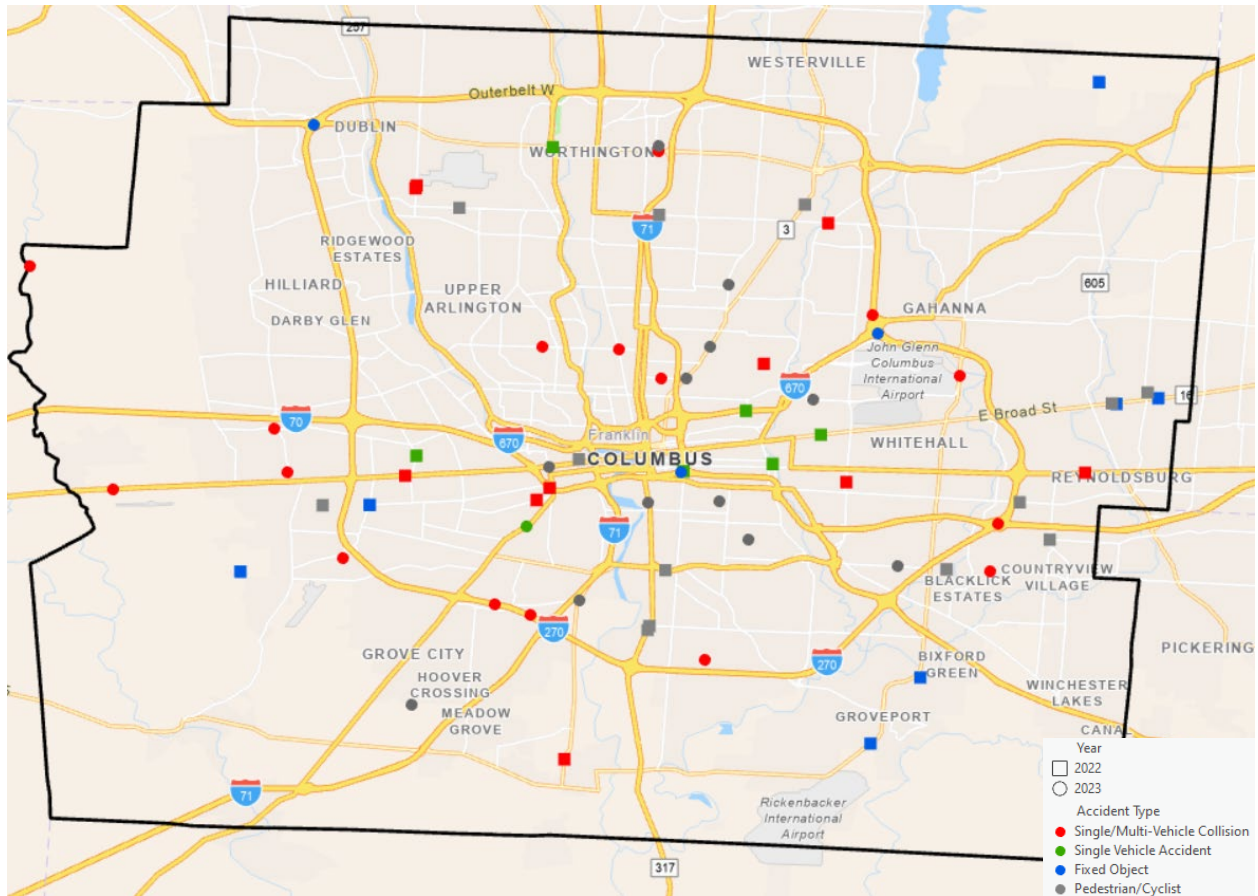 257
WESTERVILLE
Outerbelt W
DUBLIN
WORTHINGTON
71
3
RIDGEWOOD
ESTATES
HILLIARD
UPPER
ARLINGTON
605
GAHANNA
DARBY GLEN
John Glenn
Columbus
International
Airport
670
16
70
E Broad St
670
Franklin
WHITEHALL
COLUMBUS
REYNOLDSBURG
71
COUNTRYVIEW
VILLAGE
BLACKLICK
ESTATES
270
270
GROVE CITY
HOOVER
CROSSING
MEADOW
GROVE
BIXFORD
GREEN
PICKERING
WINCHESTER
LAKES
GROVEPORT
CANAL
71
Rickenbacker
International
Airport
317
Year
2022
2023
Accident Type
Single/Multi-Vehicle Collision
Single Vehicle Accident
Fixed Object
Pedestrian/Cyclist